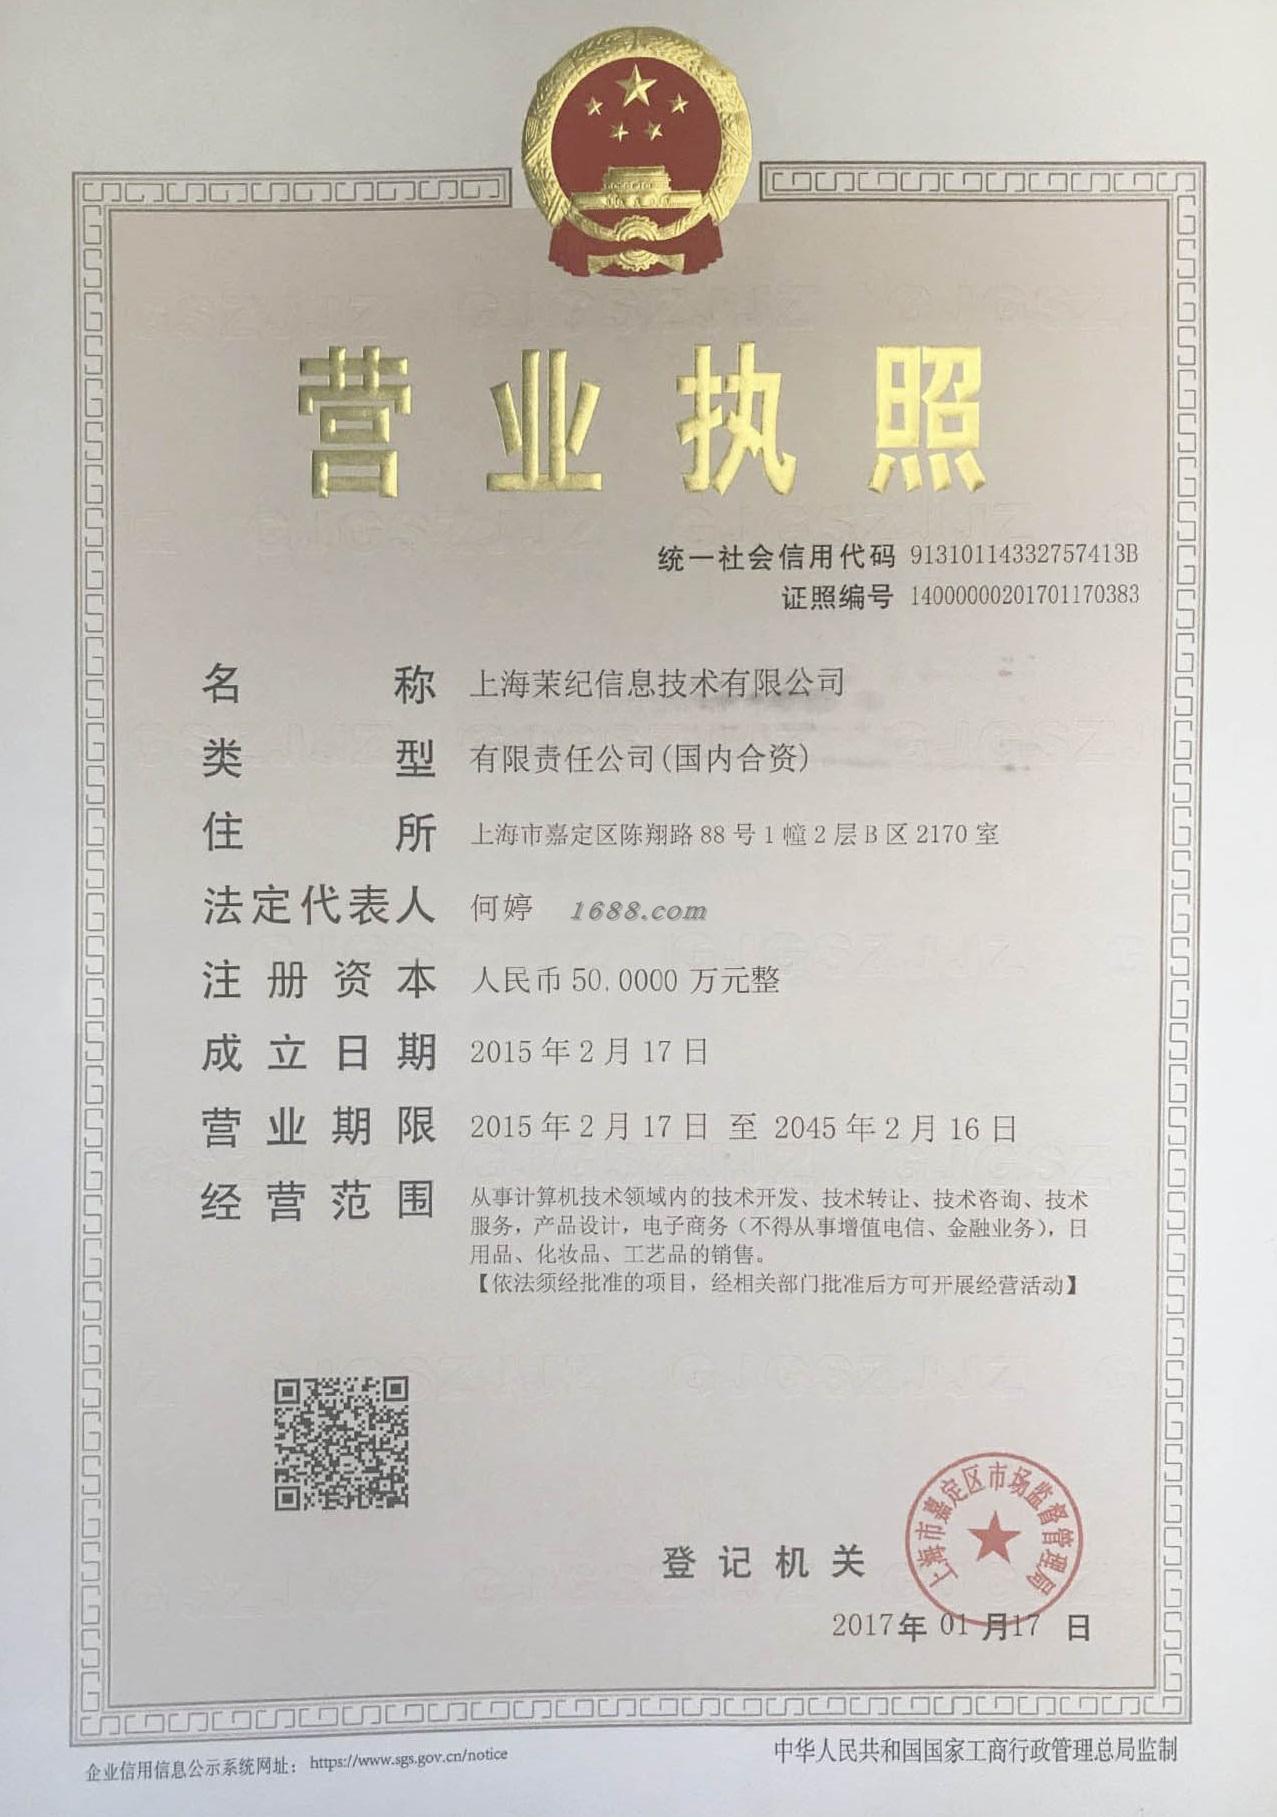 营业执照
统一社会信用代码 91310114332757413B
证照编号 14000000201701170383
名称 上海茉纪信息技术有限公司
类型 有限责任公司(国内合资)
住所 上海市嘉定区陈翔路88号1幢2层B区2170室
法定代表人 何婷 1688.com
注册资本 人民币50.0000万元整
成立日期 2015年2月17日
营业期限 2015年2月17日 至 2045年2月16日
经营范围 从事计算机技术领域内的技术开发、技术转让、技术咨询、技术
服务，产品设计，电子商务（不得从事增值电信、金融业务），日
用品、化妆品、工艺品的销售。
【依法须经批准的项目，经相关部门批准后方可开展经营活动】
上海市嘉定区市场监督管理局
登记机关
2017年01月17日
企业信用信息公示系统网址： https://www.sgs.gov.cn/notice
中华人民共和国国家工商行政管理总局监制